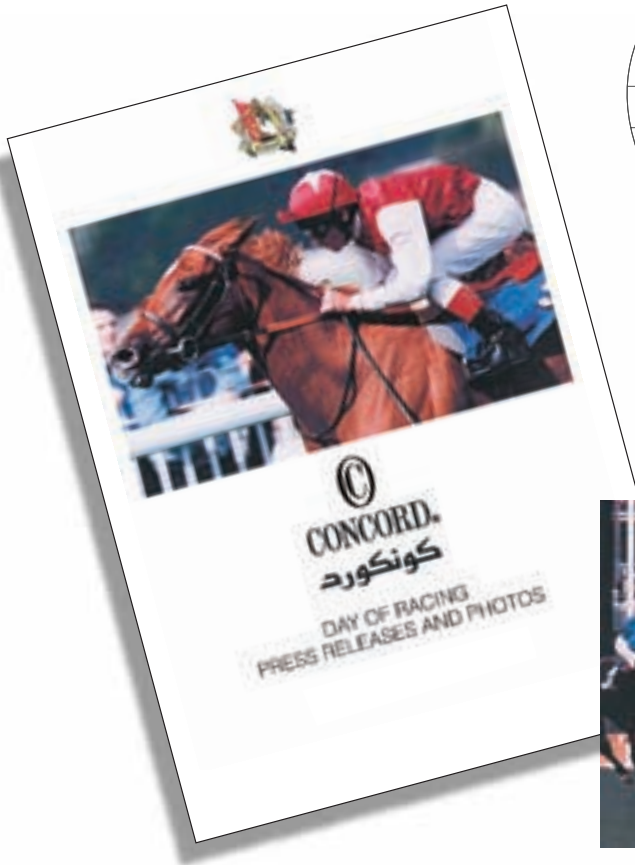 CONCORD.
كونكورد
DAY OF RACING
PRESS RELEASES AND PHOTOS